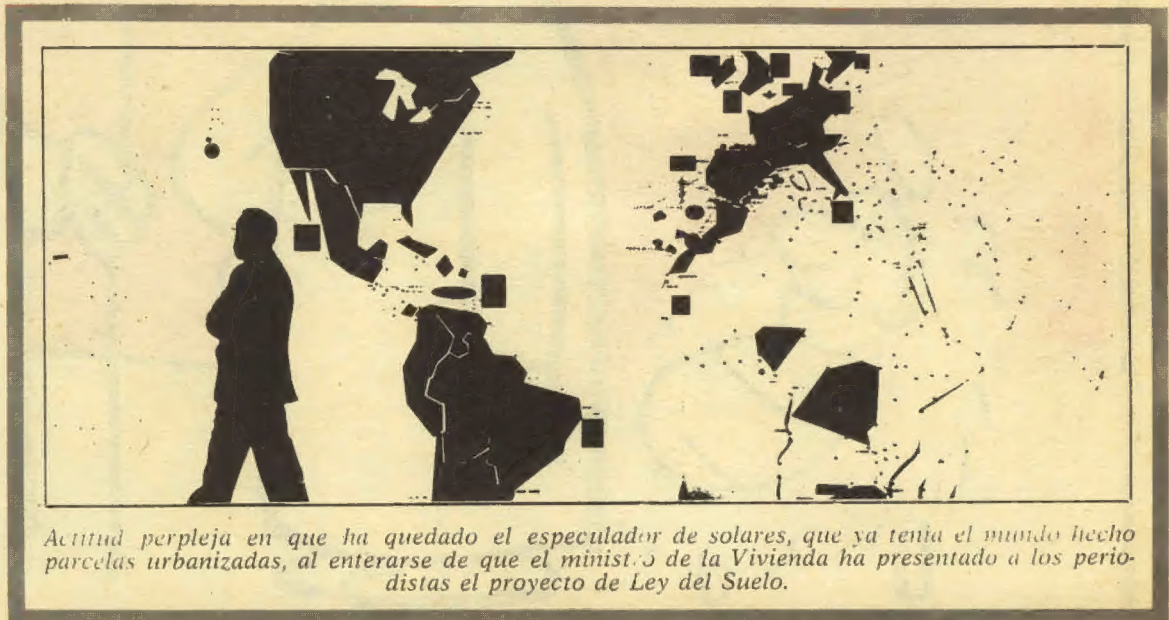 Actitud perpleja en que ha quedado el especulador de solares, que ya tenía el mundo hecho
parcelas urbanizadas, al enterarse de que el ministro de la Vivienda ha presentado a los perio-
distas el proyecto de Ley del Suelo.